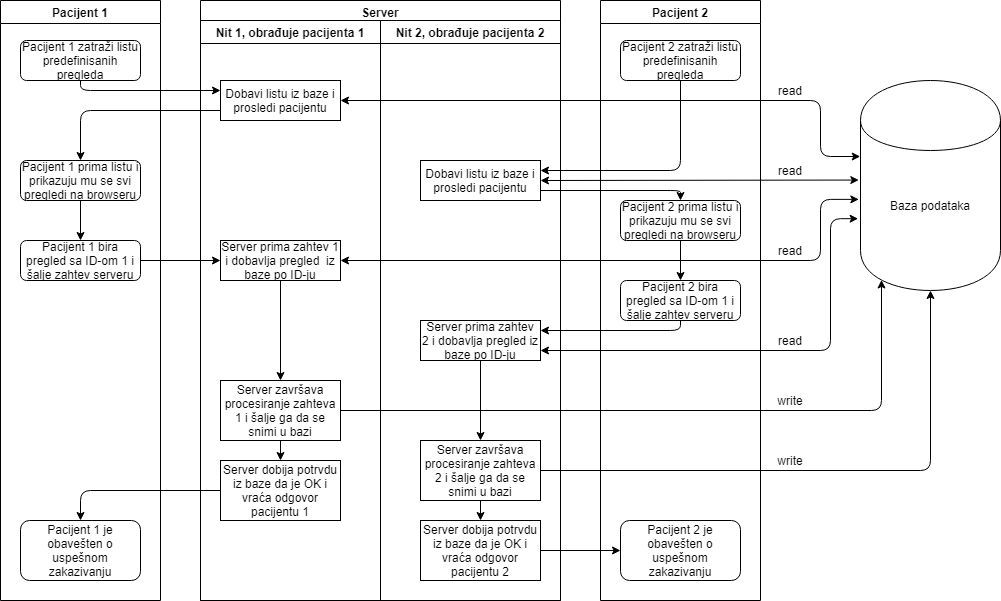 Pacijent 1
Server
Pacijent 2
Nit 1, obrađuje pacijenta 1
Nit 2, obrađuje pacijenta 2
Pacijent 1 zatraži listu
predefinisanih
pregleda
Pacijent 2 zatraži listu
predefinisanih
pregleda
Dobavi listu iz baze i
prosledi pacijentu
read
Pacijent 1 prima listu i
prikazuju mu se svi
pregledi na browseru
Dobavi listu iz baze i
prosledi pacijentu
read
Baza podataka
Pacijent 2 prima listu i
prikazuju mu se svi
pregledi na browseru
Pacijent 1 bira
pregled sa ID-om 1 i
šalje zahtev serveru
Server prima zahtev 1
i dobavlja pregled iz
baze po ID-ju
read
Pacijent 2 bira
pregled sa ID-om 1 i
šalje zahtev serveru
Server prima zahtev
2 i dobavlja pregled iz
baze po ID-ju
read
Server završava
procesiranje zahteva
1 i šalje ga da se
snimi u bazi
write
Server završava
procesiranje zahteva
2 i šalje ga da se
snimi u bazi
write
Server dobija potvrdu
iz baze da je OK i
vraća odgovor
pacijentu 1
Pacijent 1 je
obavešten o
uspešnom
zakazivanju
Server dobija potvrdu
iz baze da je OK i
vraća odgovor
pacijentu 2
Pacijent 2 je
obavešten o
uspešnom
zakazivanju